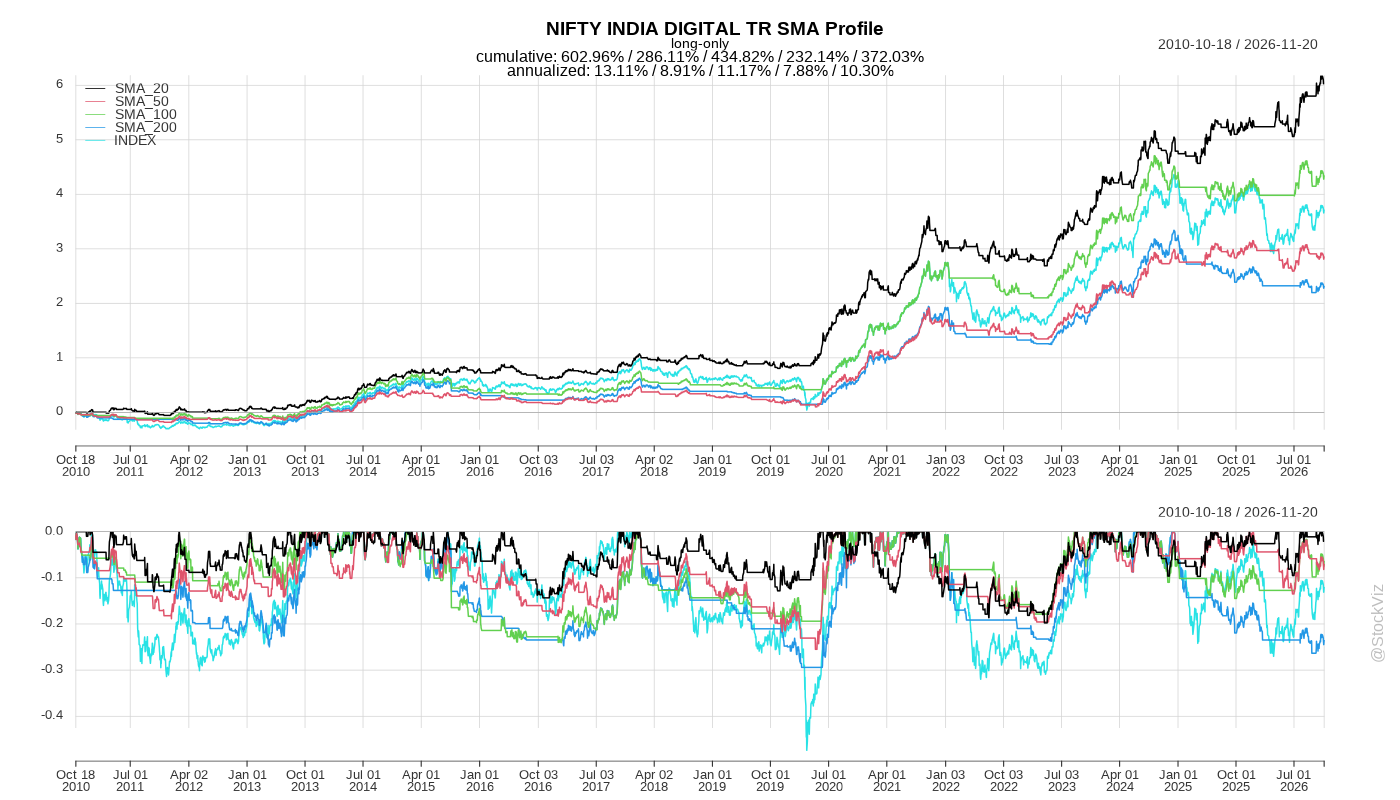 NIFTY INDIA DIGITAL TR SMA Profile
long-only
cumulative: 602.96% / 286.11% / 434.82% / 232.14% / 372.03%
annualized: 13.11% / 8.91% / 11.17% / 7.88% / 10.30%
2010-10-18 / 2026-11-20
SMA_20
SMA_50
SMA_100
SMA_200
INDEX
6
5
4
3
2
1
0
Oct 18 Jul 01 Apr 02 Jan 01 Oct 01 Jul 01 Apr 01 Jan 01 Oct 03 Jul 03 Apr 02 Jan 01 Oct 01 Jul 01 Apr 01 Jan 03 Oct 03 Jul 03 Apr 01 Jan 01 Oct 01 Jul 01
2010 2011 2012 2013 2013 2014 2015 2016 2016 2017 2018 2019 2019 2020 2021 2022 2022 2023 2024 2025 2025 2026
2010-10-18 / 2026-11-20
0.0
-0.1
-0.2
-0.3
-0.4
Oct 18 Jul 01 Apr 02 Jan 01 Oct 01 Jul 01 Apr 01 Jan 01 Oct 03 Jul 03 Apr 02 Jan 01 Oct 01 Jul 01 Apr 01 Jan 03 Oct 03 Jul 03 Apr 01 Jan 01 Oct 01 Jul 01
2010 2011 2012 2013 2013 2014 2015 2016 2016 2017 2018 2019 2019 2020 2021 2022 2022 2023 2024 2025 2025 2026
@StockViz